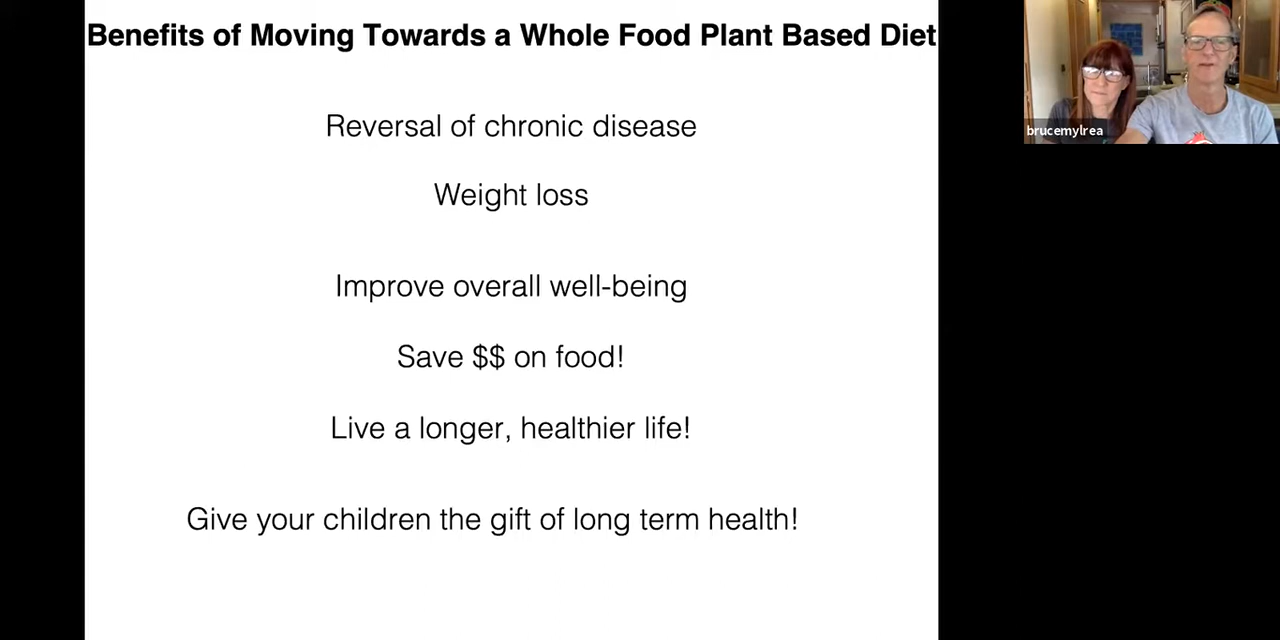 Benefits of Moving Towards a Whole Food Plant Based Diet
Reversal of chronic disease
Weight loss
Improve overall well-being
Save $$ on food!
Live a longer, healthier life!
Give your children the gift of long term health!
brucemylrea